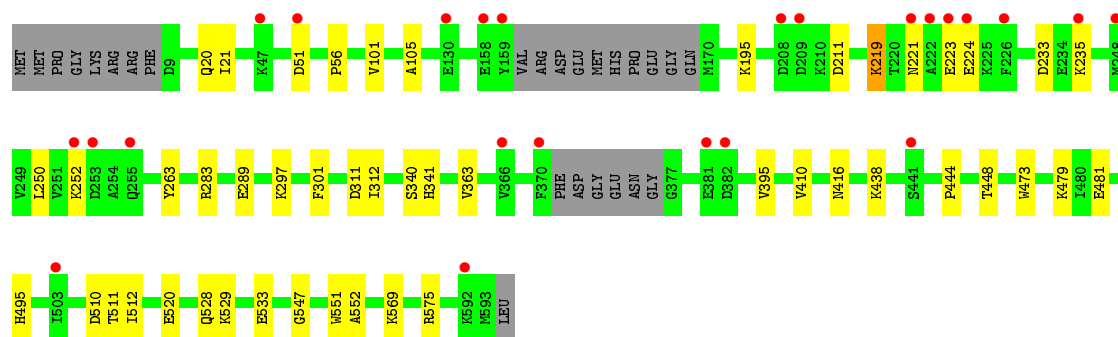 MET MET PRO GLY LYS ARG ARG PHE D9 Q20 I21 K47 D51 P56 V101 A105 E130 E158 Y159 VAL ARG ASP GLU MET HIS PRO GLU GLY GLN M170 K195 D208 D209 K210 D211 K219 T220 N221 A222 E223 E224 K225 F226 D233 E234 K235 M248
V249 L250 V251 K252 D253 A254 Q255 Y263 R283 E289 K297 F301 D311 I312 S340 H341 V363 V366 F370 PHE ASP GLY GLU ASN GLY G377 E381 D382 V395 V410 N416 K438 S441 P444 T448 W473 K479 I480 E481
H495 I503 D510 T511 I512 E520 Q528 K529 E533 G547 W551 A552 K569 R575 K592 M593 LEU